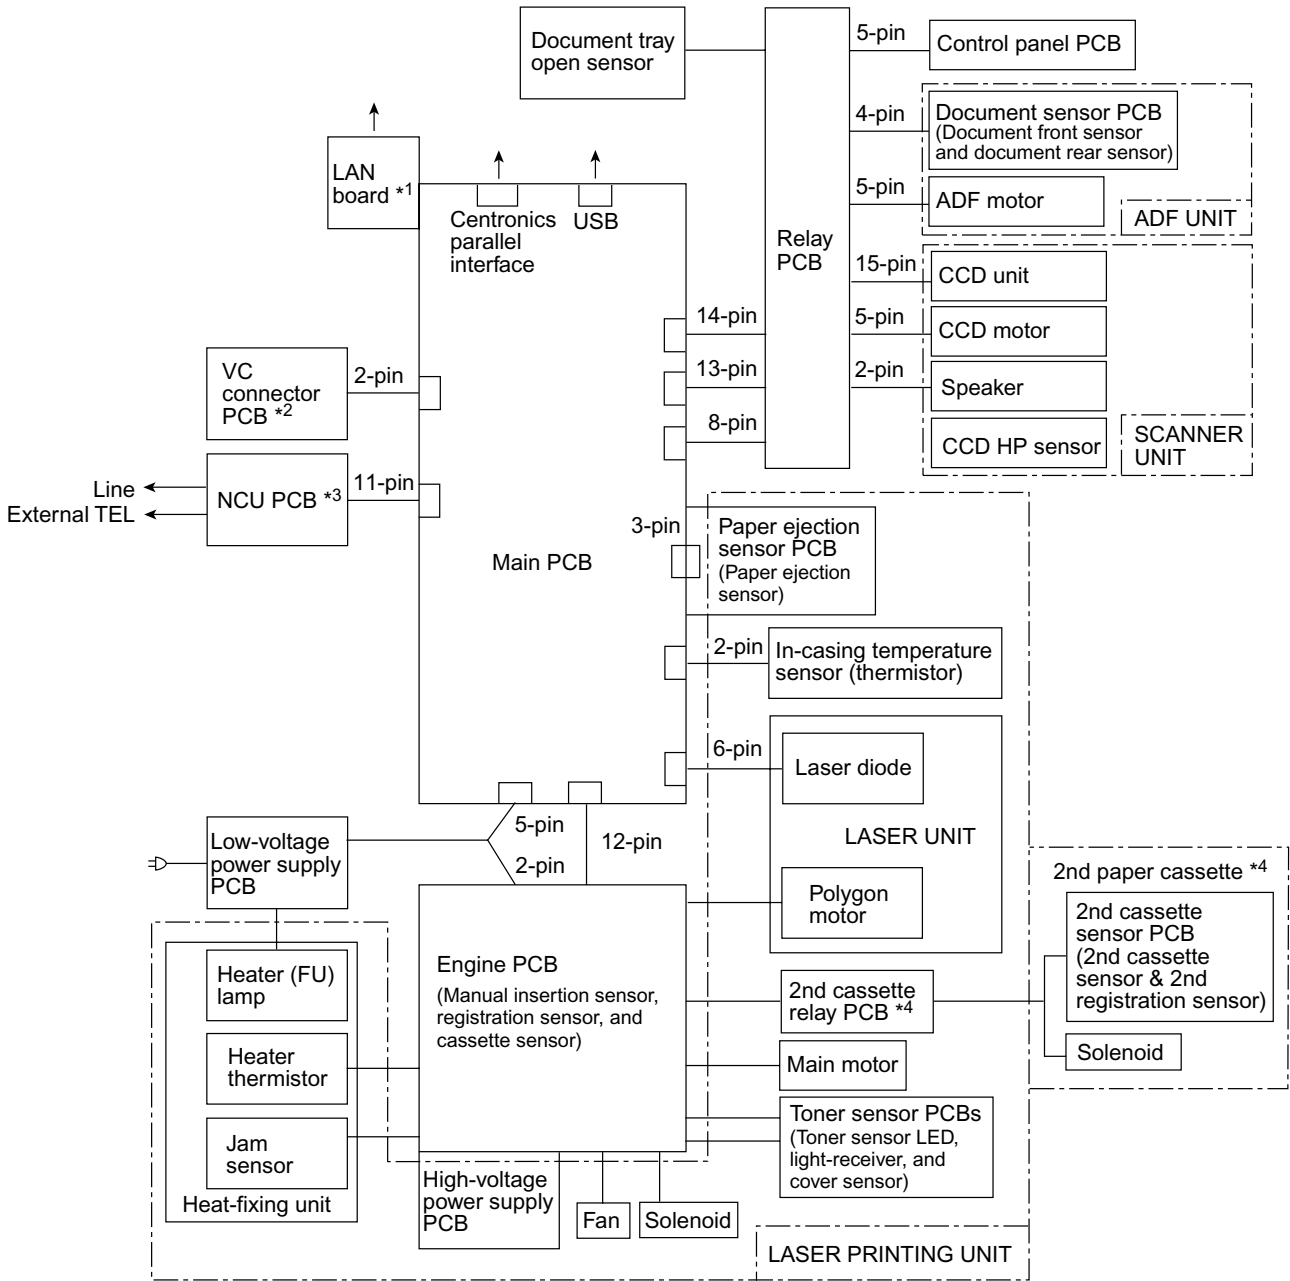 Document tray
open sensor
5-pin
Control panel PCB
4-pin
Document sensor PCB
(Document front sensor
and document rear sensor)
5-pin
ADF motor
ADF UNIT
LAN
board *1
Centronics
parallel
interface
USB
Relay
PCB
15-pin
CCD unit
5-pin
CCD motor
2-pin
Speaker
CCD HP sensor
SCANNER
UNIT
14-pin
13-pin
8-pin
VC
connector
PCB *2
2-pin
Line
External TEL
NCU PCB *3
11-pin
Main PCB
3-pin
Paper ejection
sensor PCB
(Paper ejection
sensor)
2-pin
In-casing temperature
sensor (thermistor)
6-pin
Laser diode
LASER UNIT
Polygon
motor
5-pin
2-pin
12-pin
Low-voltage
power supply
PCB
2nd paper cassette *4
2nd cassette
sensor PCB
(2nd cassette
sensor & 2nd
registration sensor)
Solenoid
Engine PCB
(Manual insertion sensor,
registration sensor, and
cassette sensor)
2nd cassette
relay PCB *4
Main motor
Toner sensor PCBs
(Toner sensor LED,
light-receiver, and
cover sensor)
Heater (FU)
lamp
Heater
thermistor
Jam
sensor
Heat-fixing unit
High-voltage
power supply
PCB
Fan
Solenoid
LASER PRINTING UNIT